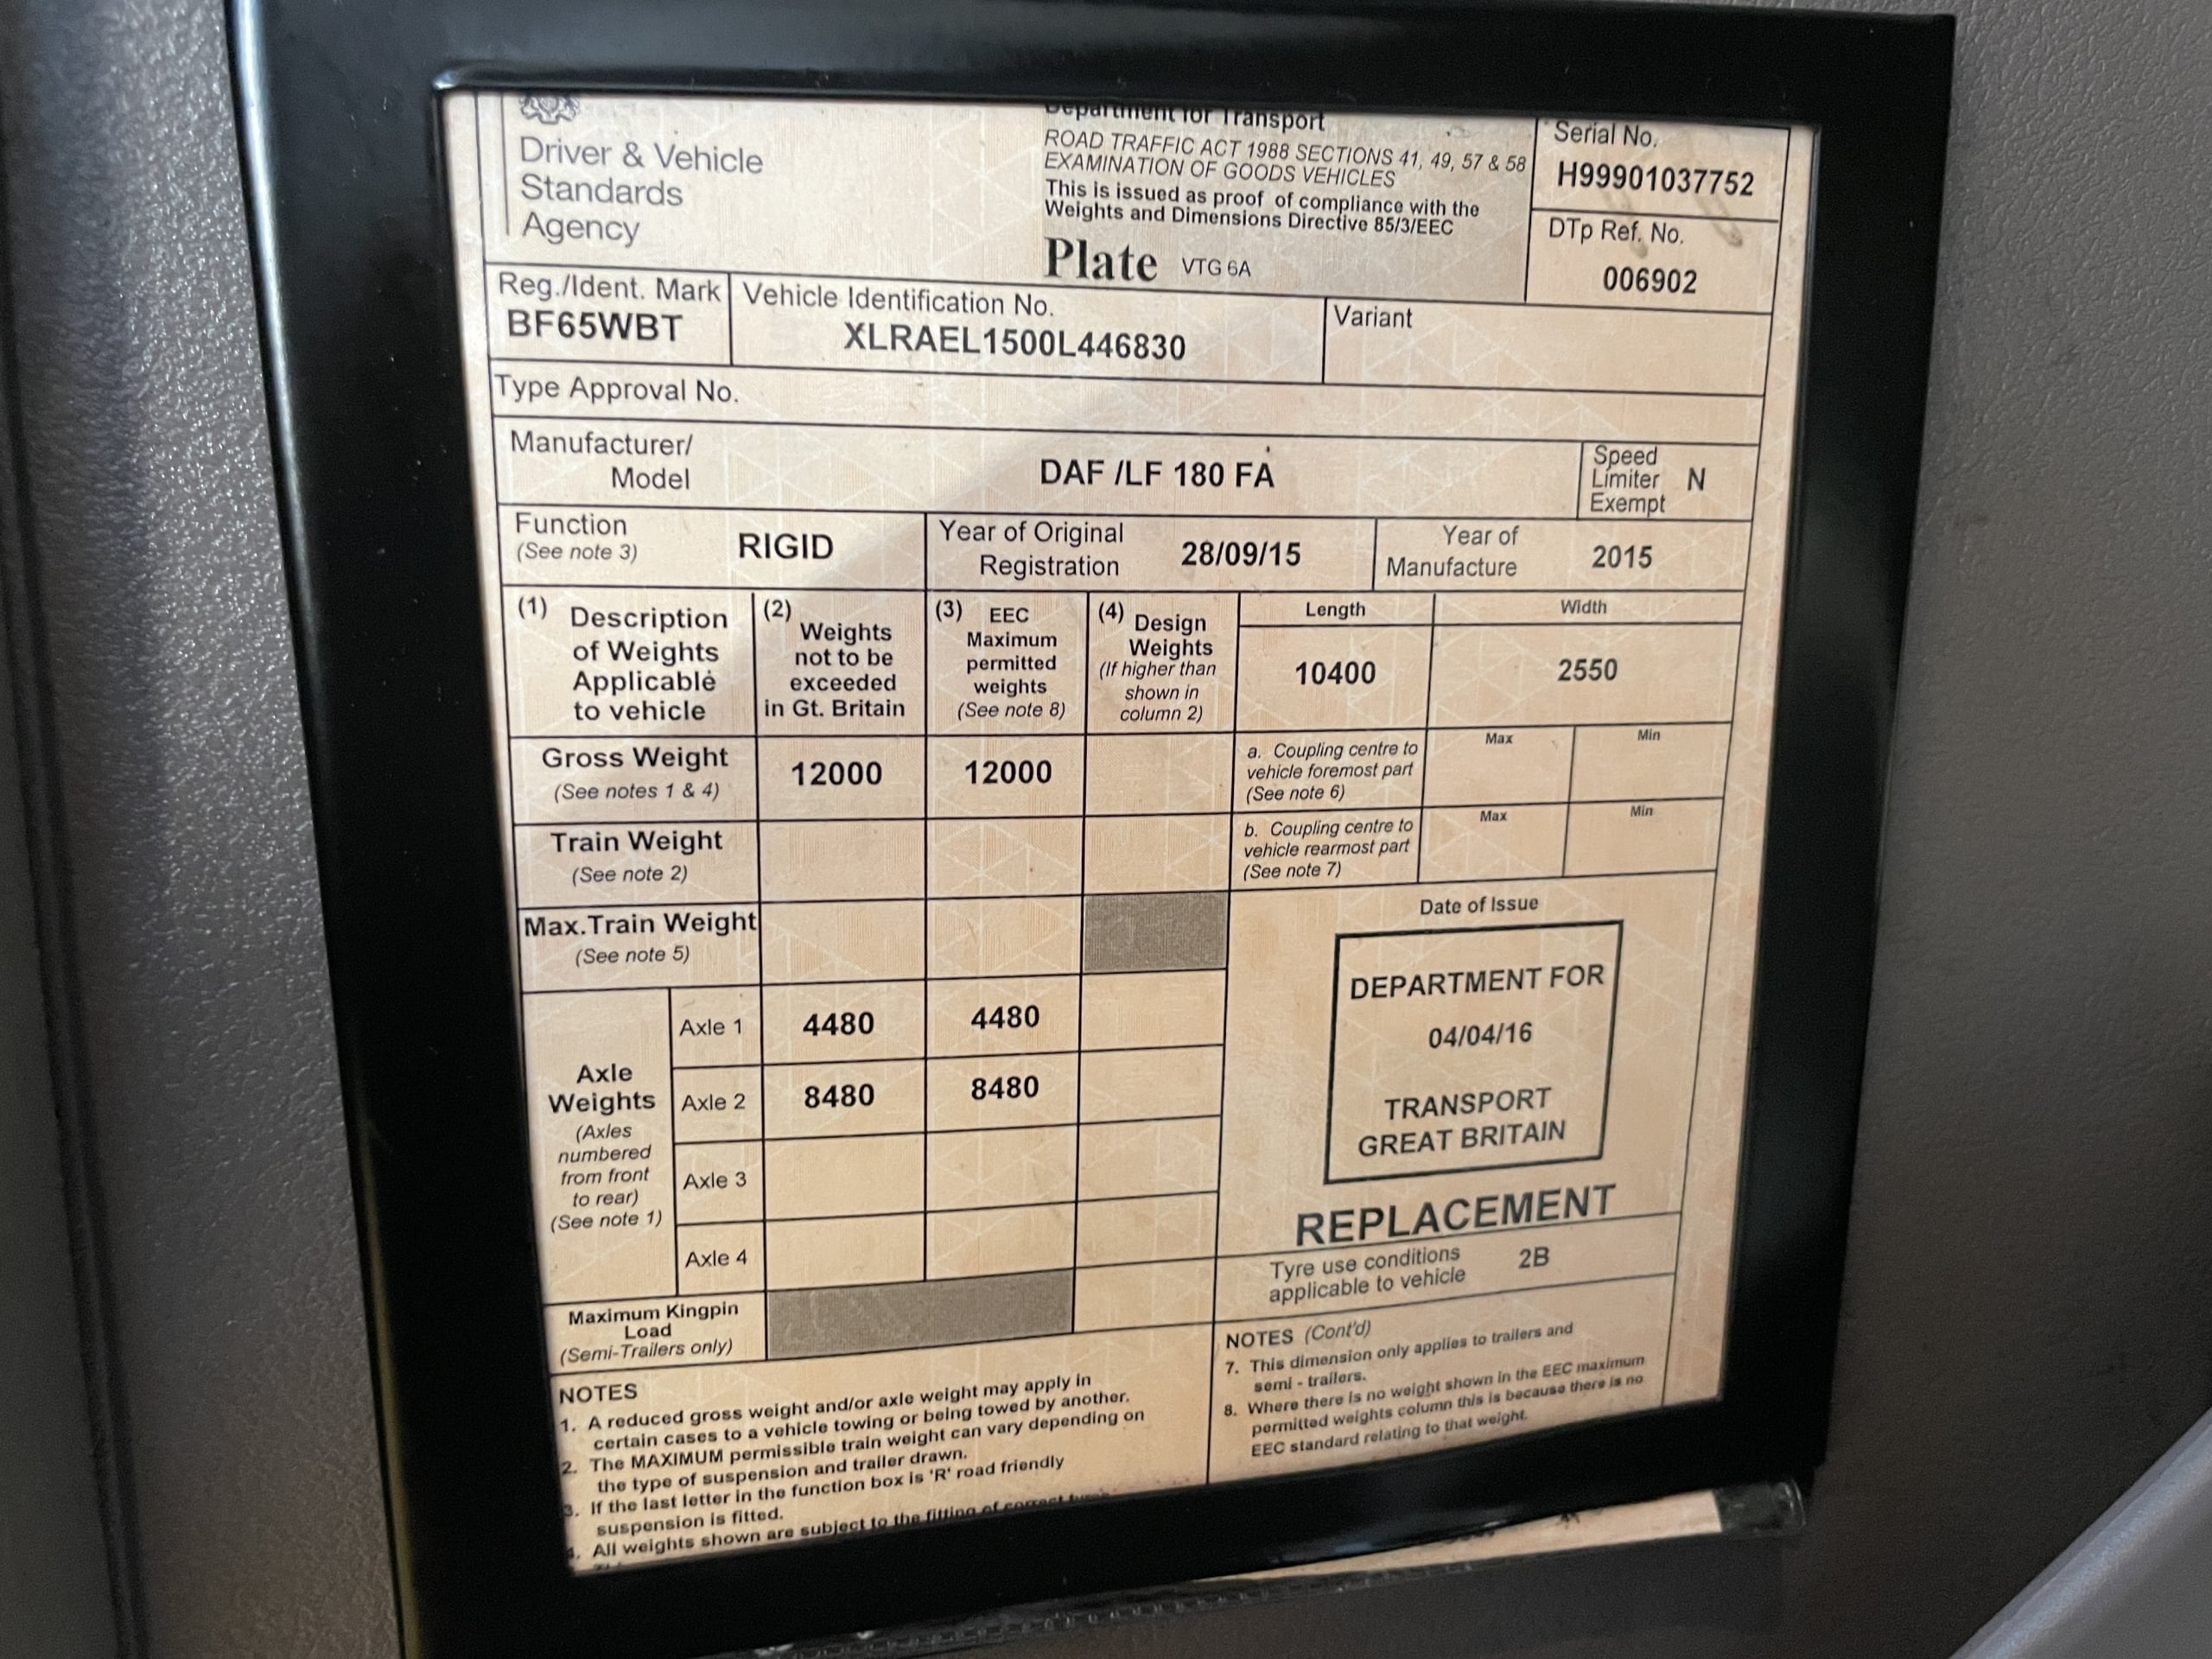 Driver & Vehicle
Standards
Agency
Department for Transport
ROAD TRAFFIC ACT 1988 SECTIONS 41, 49, 57 & 58
EXAMINATION OF GOODS VEHICLES
This is issued as proof of compliance with the
Weights and Dimensions Directive 85/3/EEC
Plate VTG 6A
Serial No.
H99901037752
DTp Ref. No.
006902
Reg./Ident. Mark
BF65WBT
Vehicle Identification No.
XLRAEL1500L446830
Variant
Type Approval No.
Manufacturer/
Model
DAF /LF 180 FA
Speed
Limiter N
Exempt
Function
(See note 3)
RIGID
Year of Original
Registration
28/09/15
Year of
Manufacture
2015
(1) Description
of Weights
Applicable
to vehicle
(2) Weights
not to be
exceeded
in Gt. Britain
(3) EEC
Maximum
permitted
weights
(See note 8)
(4) Design
Weights
(If higher than
shown in
column 2)
Length
10400
Width
2550
Gross Weight
(See notes 1 & 4)
12000
12000
a. Coupling centre to
vehicle foremost part
(See note 6)
Max
Min
Train Weight
(See note 2)
b. Coupling centre to
vehicle rearmost part
(See note 7)
Max
Min
Max.Train Weight
(See note 5)
Date of Issue
DEPARTMENT FOR
04/04/16
TRANSPORT
GREAT BRITAIN
REPLACEMENT
Axle
Weights
(Axles
numbered
from front
to rear)
(See note 1)
Axle 1 4480 4480
Axle 2 8480 8480
Axle 3
Axle 4
Tyre use conditions
applicable to vehicle
2B
Maximum Kingpin
Load
(Semi-Trailers only)
NOTES
1. A reduced gross weight and/or axle weight may apply in
certain cases to a vehicle towing or being towed by another.
2. The MAXIMUM permissible train weight can vary depending on
the type of suspension and trailer drawn.
3. If the last letter in the function box is 'R' road friendly
suspension is fitted.
4. All weights shown are subject to the fitting of correct
NOTES (Cont'd)
7. This dimension only applies to trailers and
semi - trailers.
8. Where there is no weight shown in the EEC maximum
permitted weights column this is because there is no
EEC standard relating to that weight.